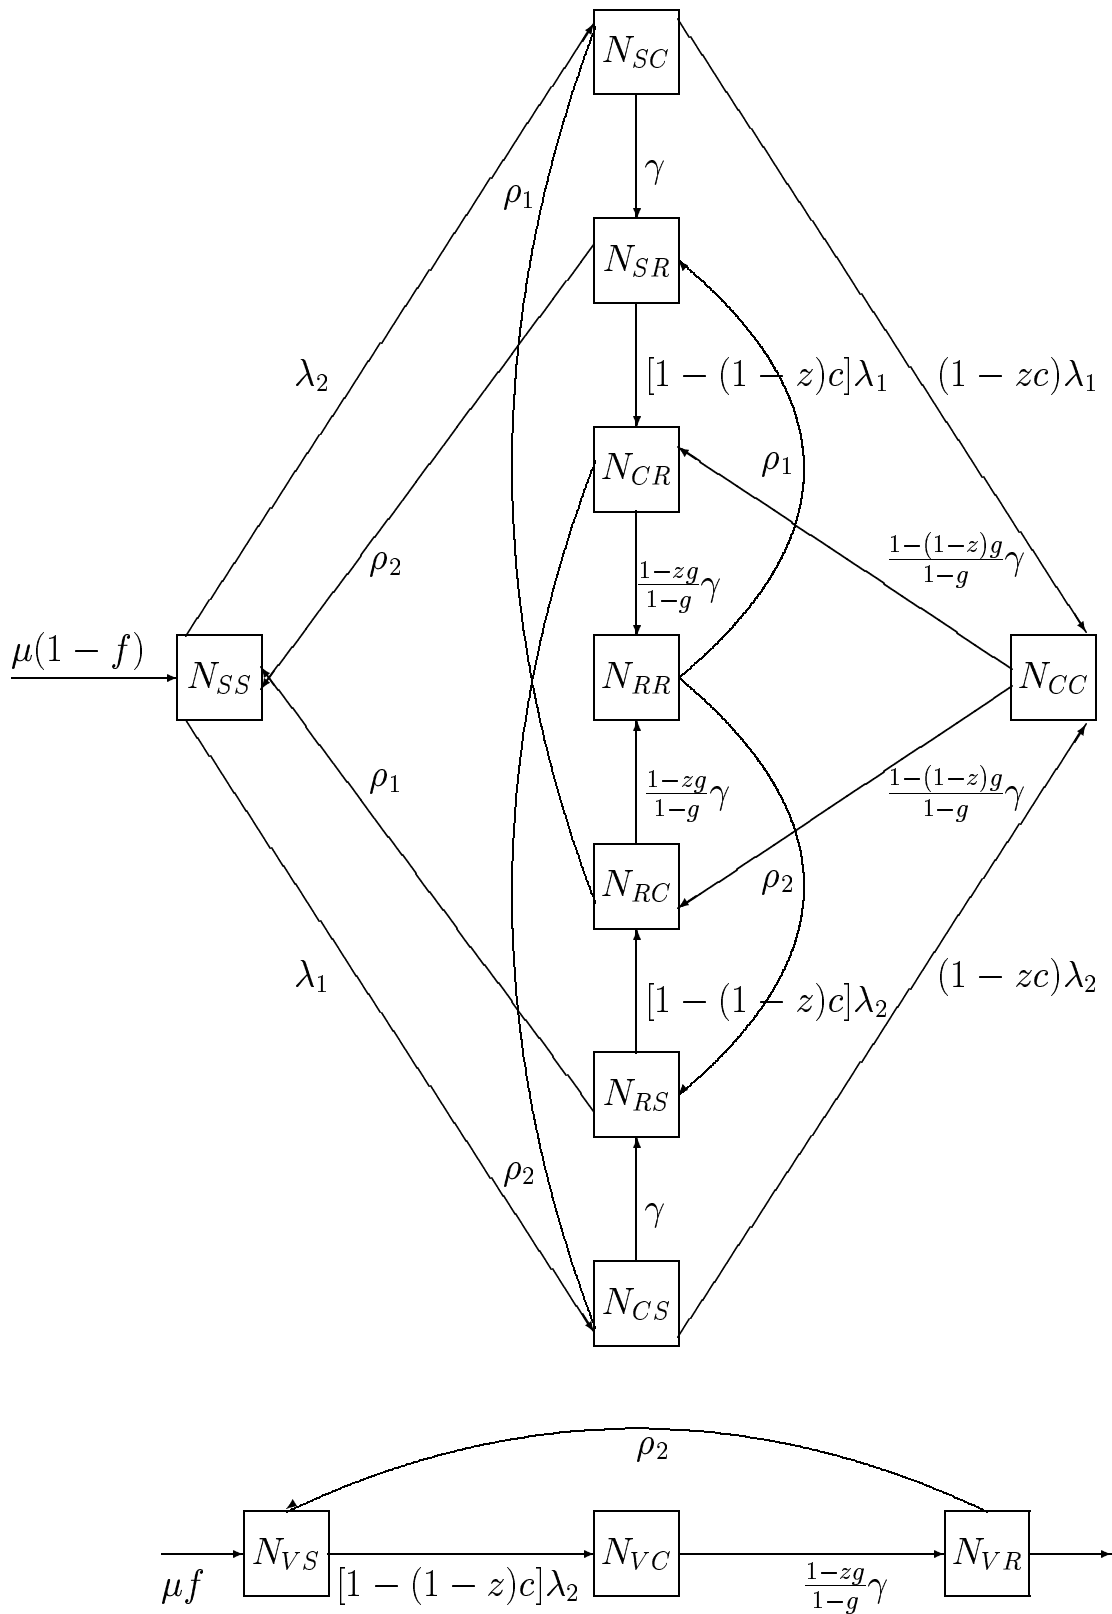 N_{SC}
γ
ρ_1
N_{SR}
λ_2
[1 − (1 − z)c]λ_1
(1 − zc)λ_1
N_{CR}
ρ_1
ρ_2
\frac{1−(1−z)g}{1−g}γ
\frac{1−zg}{1−g}γ
μ(1 − f)
N_{SS}
N_{RR}
N_{CC}
ρ_1
\frac{1−zg}{1−g}γ
\frac{1−(1−z)g}{1−g}γ
N_{RC}
ρ_2
λ_1
[1 − (1 − z)c]λ_2
(1 − zc)λ_2
N_{RS}
ρ_2
γ
N_{CS}
ρ_2
N_{VS}
N_{VC}
N_{VR}
μf
[1 − (1 − z)c]λ_2
\frac{1−zg}{1−g}γ